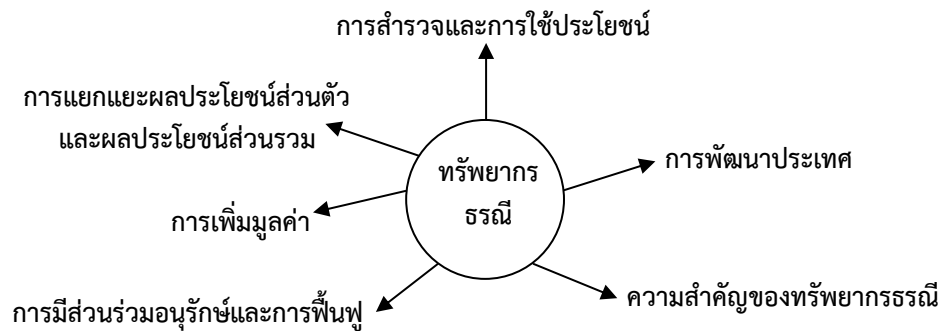 การสำรวจและการใช้ประโยชน์
การแยกแยะผลประโยชน์ส่วนตัว
และผลประโยชน์ส่วนรวม
ทรัพยากร
ธรณี
การพัฒนาประเทศ
การเพิ่มมูลค่า
การมีส่วนร่วมอนุรักษ์และการฟื้นฟู
ความสำคัญของทรัพยากรธรณี